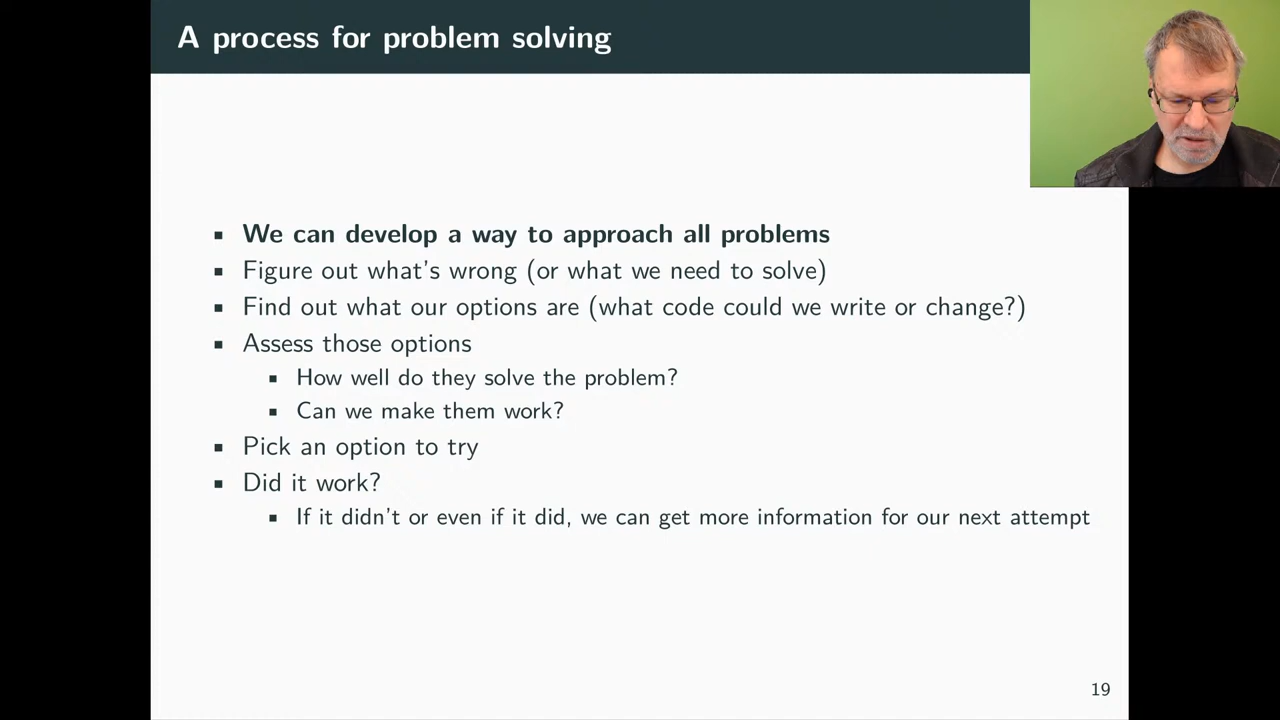 A process for problem solving
We can develop a way to approach all problems
Figure out what's wrong (or what we need to solve)
Find out what our options are (what code could we write or change?)
Assess those options
How well do they solve the problem?
Can we make them work?
Pick an option to try
Did it work?
If it didn't or even if it did, we can get more information for our next attempt
19